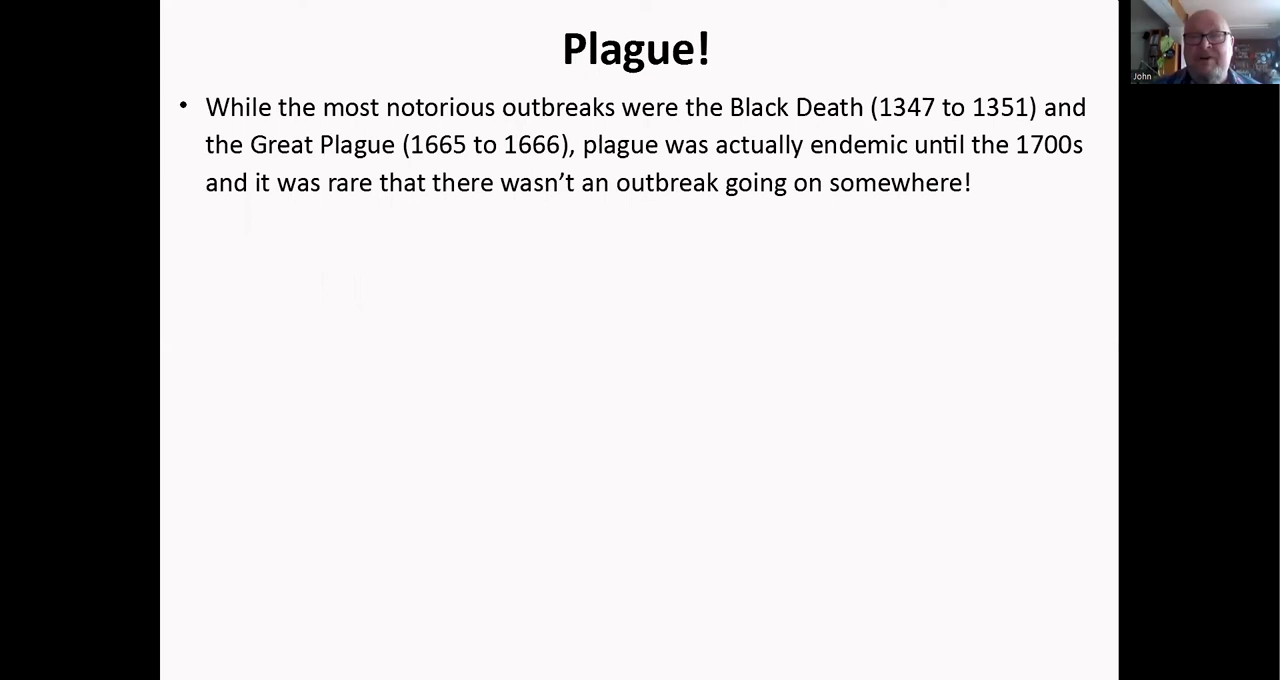 Plague!
• While the most notorious outbreaks were the Black Death (1347 to 1351) and
the Great Plague (1665 to 1666), plague was actually endemic until the 1700s
and it was rare that there wasn’t an outbreak going on somewhere!
John